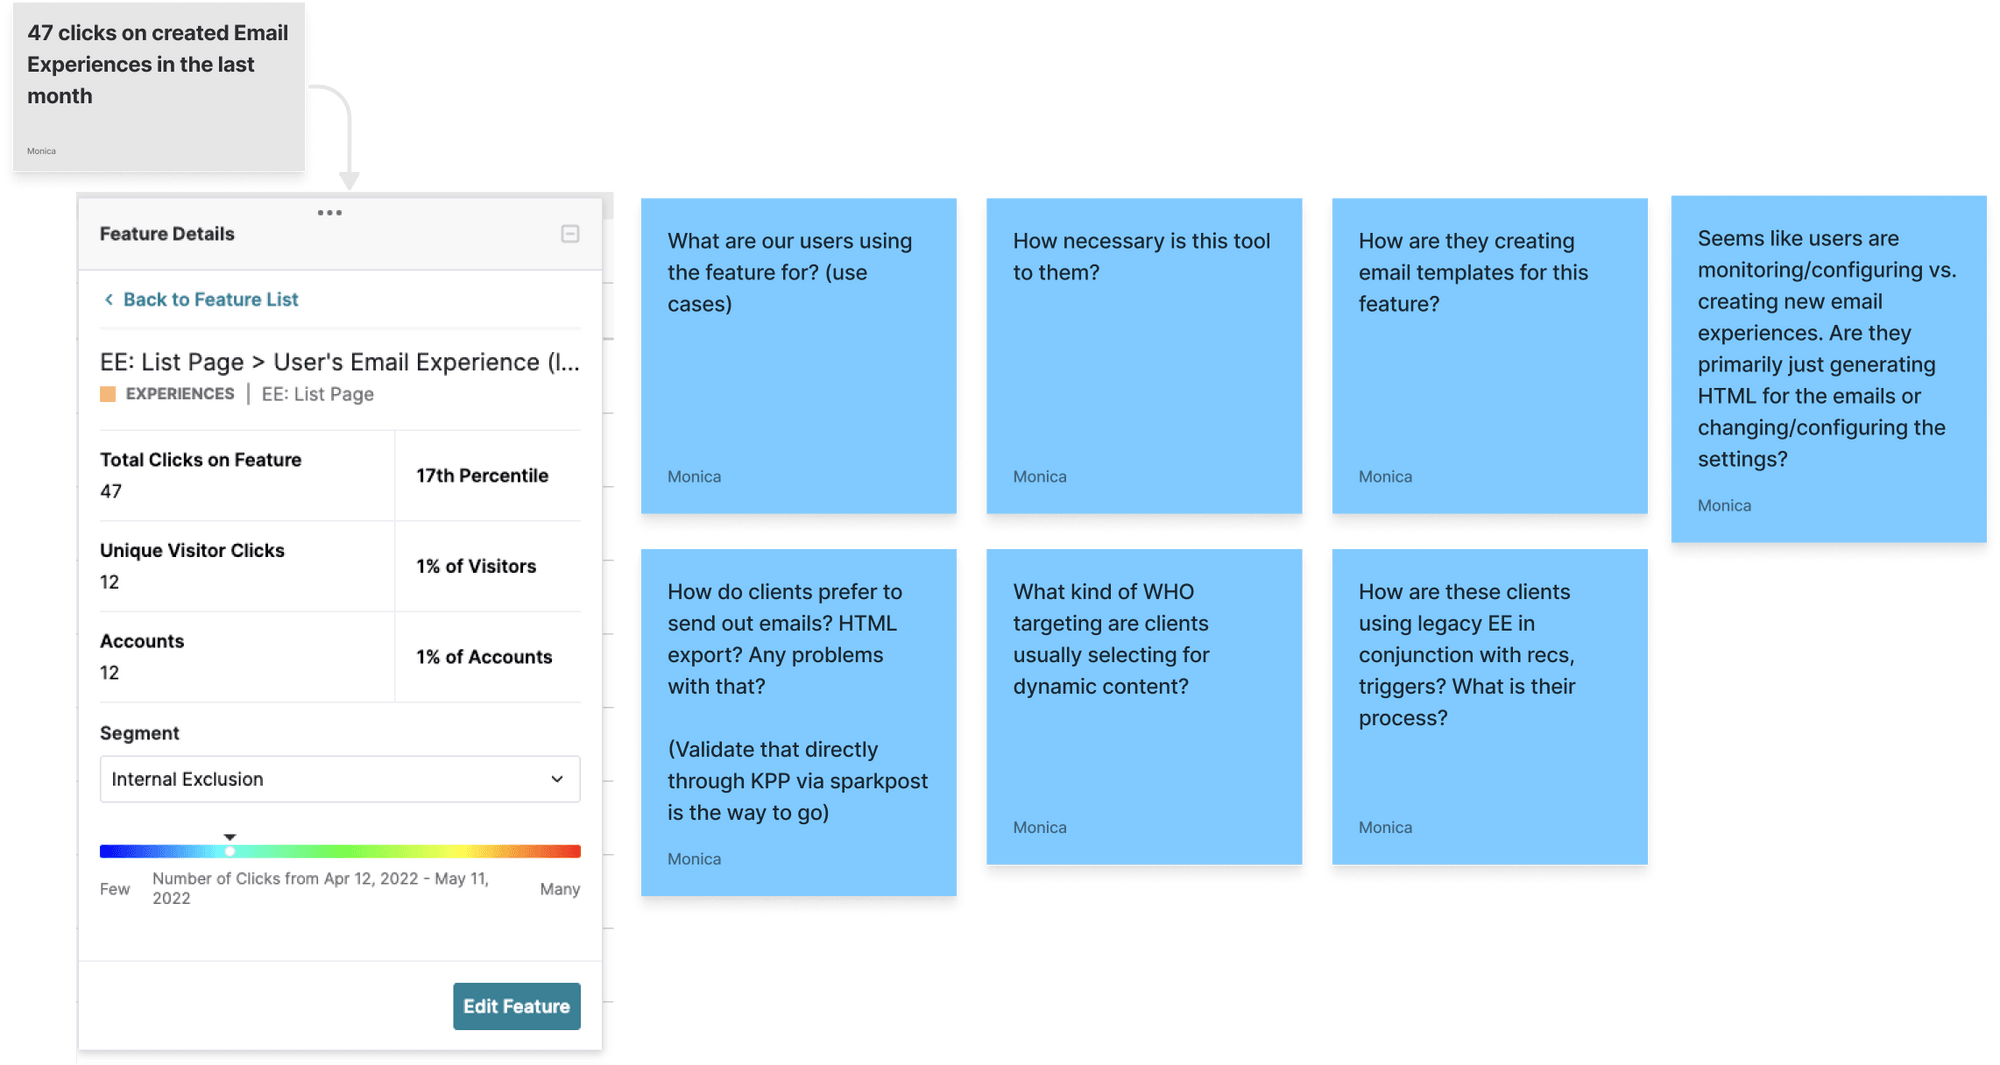 47 clicks on created Email
Experiences in the last
month
Monica
Feature Details
Back to Feature List
EE: List Page > User's Email Experience (I...
EXPERIENCES | EE: List Page
Total Clicks on Feature
47
17th Percentile
Unique Visitor Clicks
12
1% of Visitors
Accounts
12
1% of Accounts
Segment
Internal Exclusion
Few
Number of Clicks from Apr 12, 2022 - May 11,
2022
Many
Edit Feature
What are our users using
the feature for? (use
cases)
Monica
How necessary is this tool
to them?
Monica
How are they creating
email templates for this
feature?
Monica
Seems like users are
monitoring/configuring vs.
creating new email
experiences. Are they
primarily just generating
HTML for the emails or
changing/configuring the
settings?
Monica
How do clients prefer to
send out emails? HTML
export? Any problems
with that?
(Validate that directly
through KPP via sparkpost
is the way to go)
Monica
What kind of WHO
targeting are clients
usually selecting for
dynamic content?
Monica
How are these clients
using legacy EE in
conjunction with recs,
triggers? What is their
process?
Monica